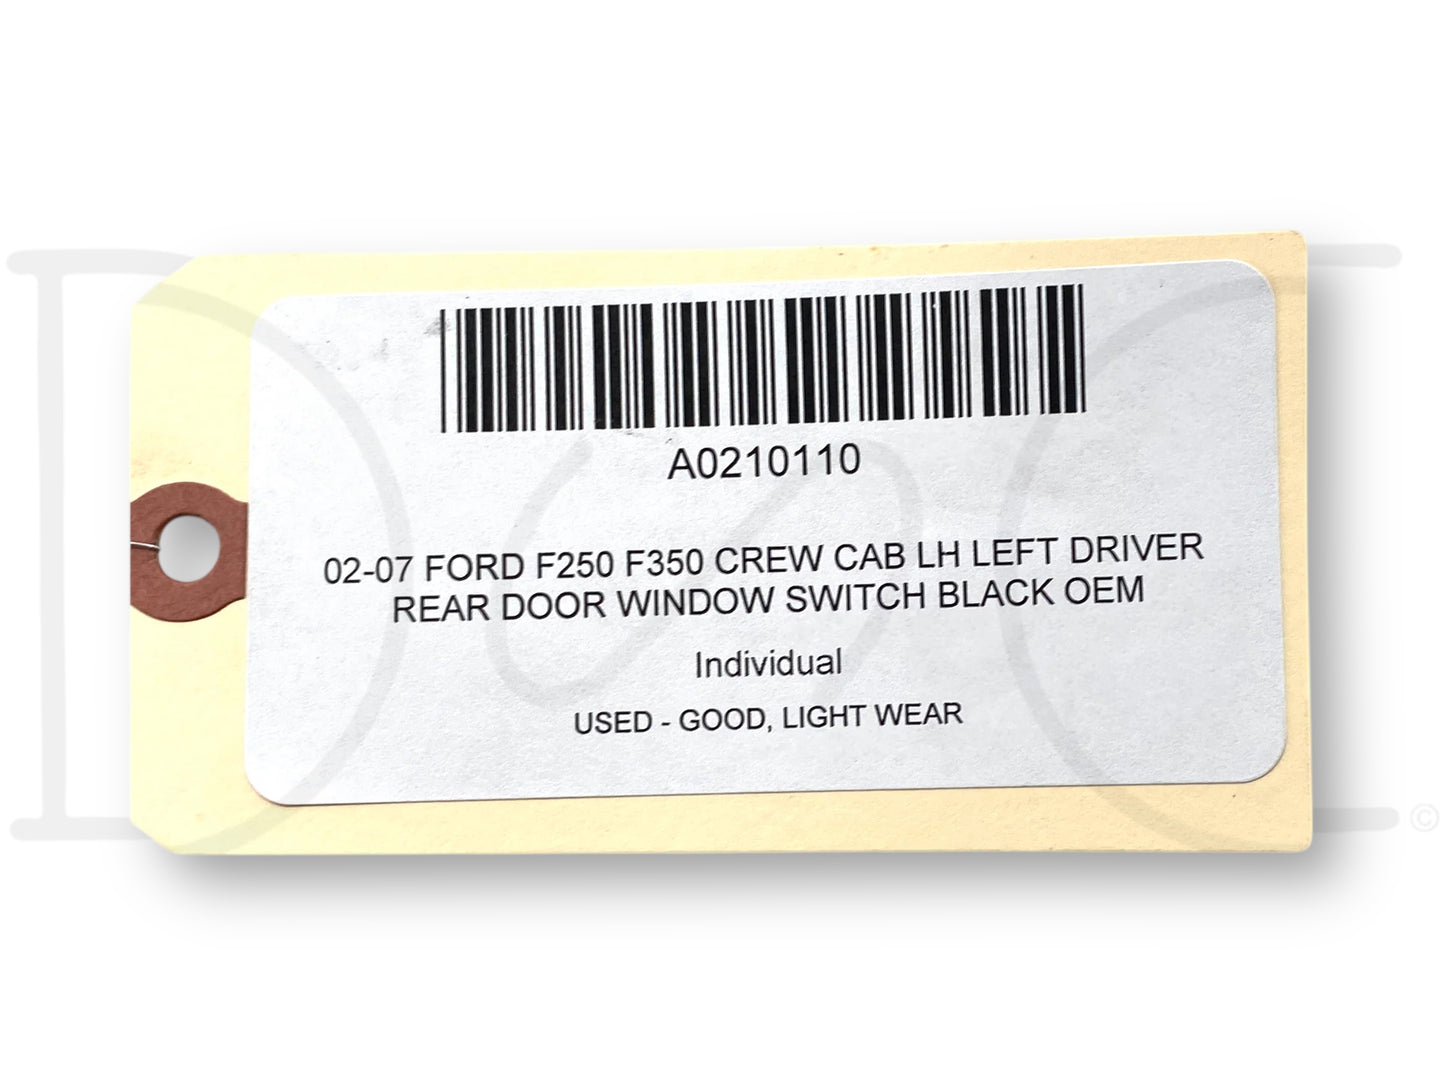 A0210110
02-07 FORD F250 F350 CREW CAB LH LEFT DRIVER
REAR DOOR WINDOW SWITCH BLACK OEM
Individual
USED - GOOD, LIGHT WEAR
©